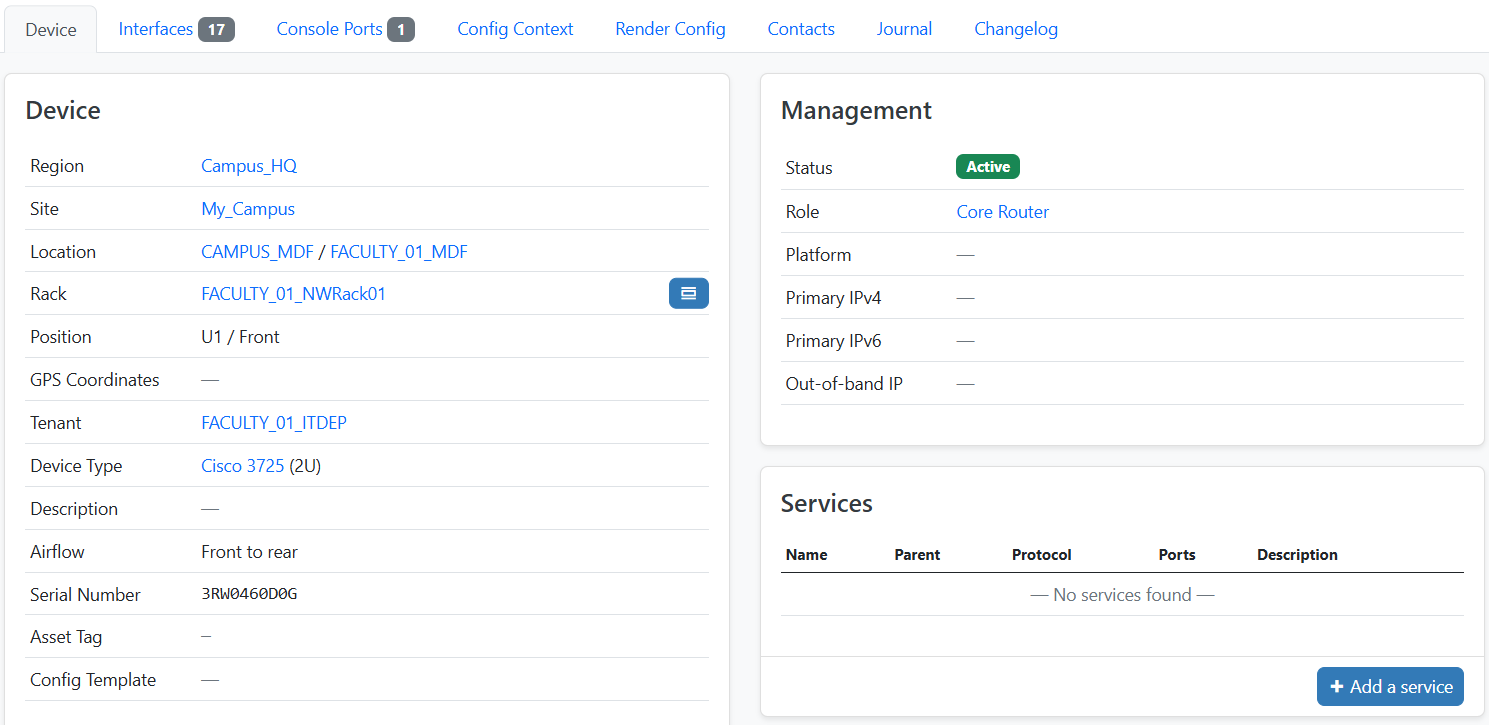 Device Interfaces 17 Console Ports 1 Config Context Render Config Contacts Journal Changelog
Device
Region Campus_HQ
Site My_Campus
Location CAMPUS_MDF / FACULTY_01_MDF
Rack FACULTY_01_NWRack01
Position U1 / Front
GPS Coordinates —
Tenant FACULTY_01_ITDEP
Device Type Cisco 3725 (2U)
Description —
Airflow Front to rear
Serial Number 3RW0460D0G
Asset Tag —
Config Template —
Management
Status Active
Role Core Router
Platform —
Primary IPv4 —
Primary IPv6 —
Out-of-band IP —
Services
Name Parent Protocol Ports Description
— No services found —
+ Add a service